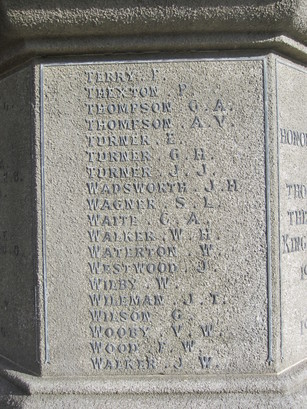 TERRY . F.
THEXTON . P.
THOMPSON . G. A.
THOMPSON . A. V.
TURNER . E.
TURNER . G. H.
TURNER . J. J.
WADSWORTH . J. H
WAGNER . S. L.
WAITE . C. A.
WALKER . W. H.
WATERTON . W.
WESTWOOD . J.
WILBY . W.
WILEMAN . J. T.
WILSON . G.
WOOBY . V. W.
WOOD . F. W.
WALKER . J. W.